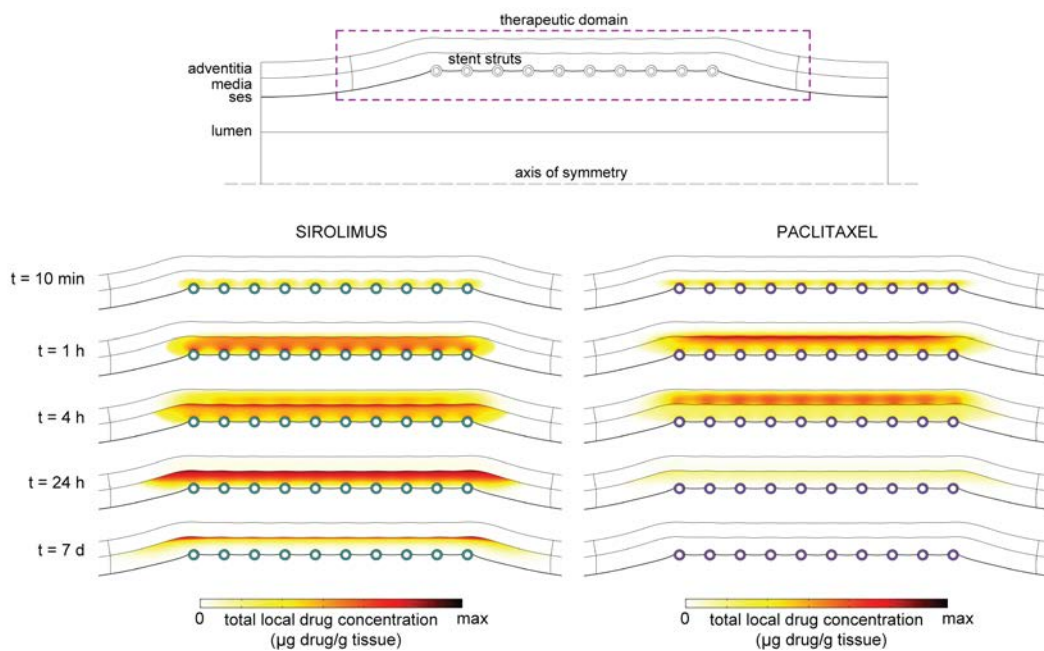 therapeutic domain
stent struts
adventitia
media
ses
lumen
axis of symmetry
SIROLIMUS
PACLITAXEL
t = 10 min
t = 1 h
t = 4 h
t = 24 h
t = 7 d
0 total local drug concentration max
(µg drug/g tissue)
0 total local drug concentration max
(µg drug/g tissue)